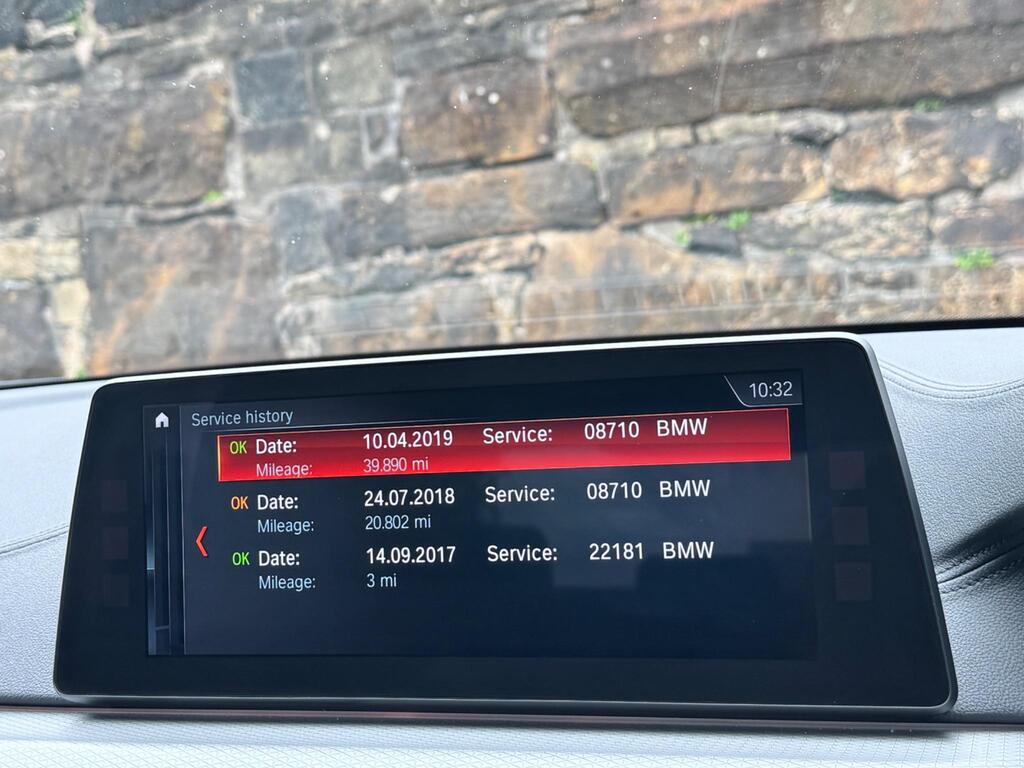 10:32
Service history
OK Date: 10.04.2019 Service: 08710 BMW
Mileage: 39.890 mi
OK Date: 24.07.2018 Service: 08710 BMW
Mileage: 20.802 mi
OK Date: 14.09.2017 Service: 22181 BMW
Mileage: 3 mi